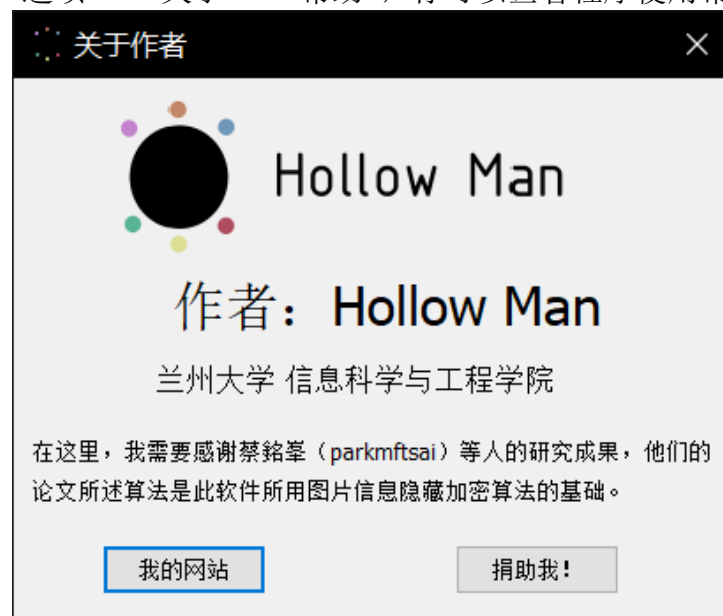 关于作者
Hollow Man
作者：Hollow Man
兰州大学 信息科学与工程学院
在这里，我需要感谢蔡銘峯（parkmftsai）等人的研究成果，他们的
论文所述算法是此软件所用图片信息隐藏加密算法的基础。
我的网站
捐助我！